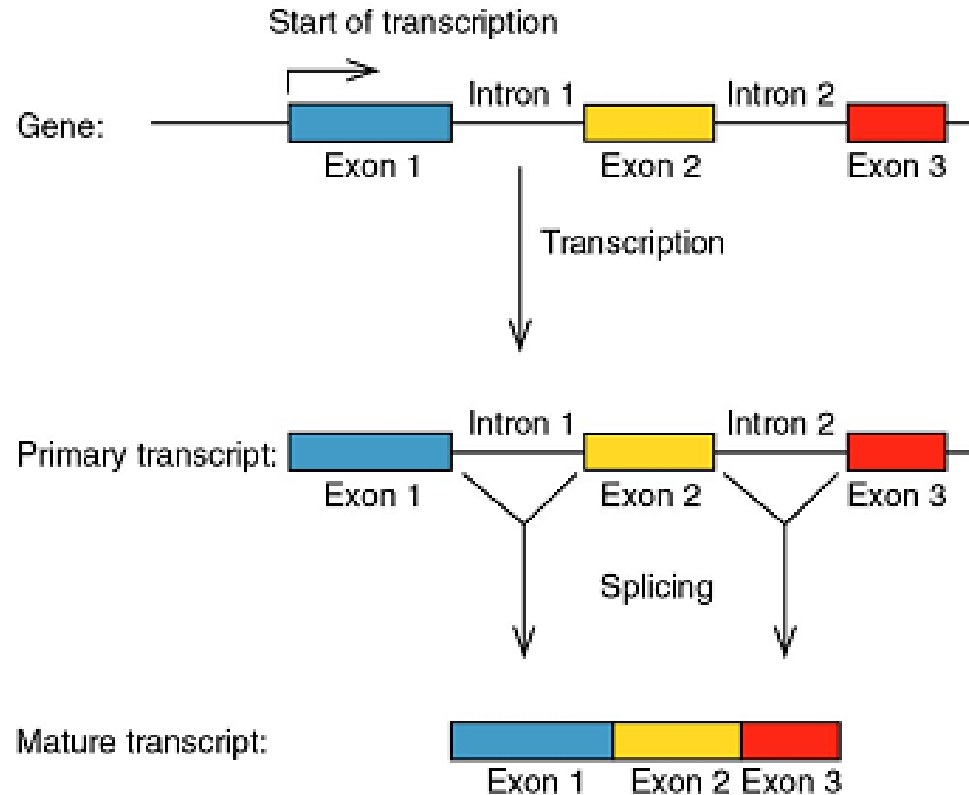 Start of transcription
Intron 1 Intron 2
Gene:
Exon 1 Exon 2 Exon 3
Transcription
Intron 1 Intron 2
Primary transcript:
Exon 1 Exon 2 Exon 3
Splicing
Mature transcript:
Exon 1 Exon 2 Exon 3